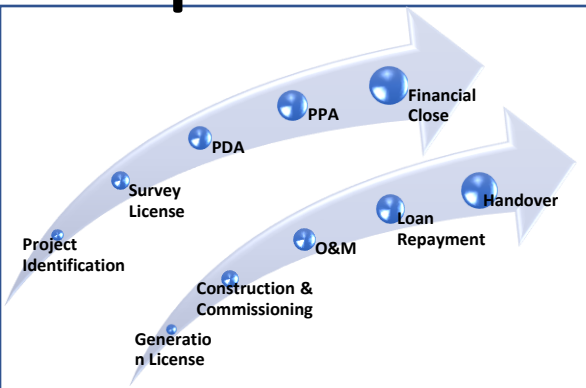 Project
Identification
Survey
License
PDA
PPA
Financial
Close
Generatio
n License
Construction &
Commissioning
O&M
Loan
Repayment
Handover